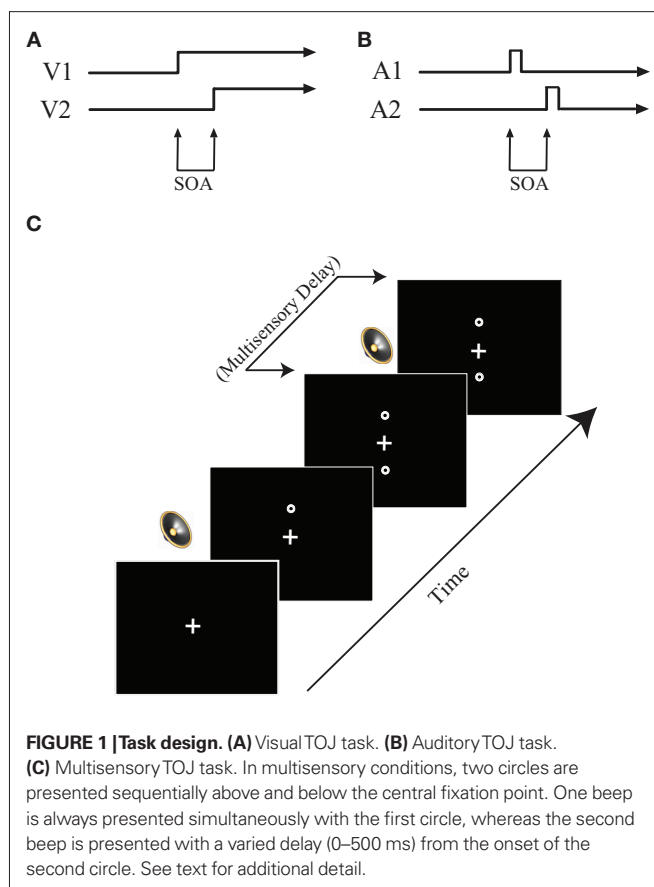 A
V1
V2
SOA
B
A1
A2
SOA
C
(Multisensory Delay)
Time
FIGURE 1 | Task design. (A) Visual TOJ task. (B) Auditory TOJ task.
(C) Multisensory TOJ task. In multisensory conditions, two circles are
presented sequentially above and below the central fixation point. One beep
is always presented simultaneously with the first circle, whereas the second
beep is presented with a varied delay (0–500 ms) from the onset of the
second circle. See text for additional detail.